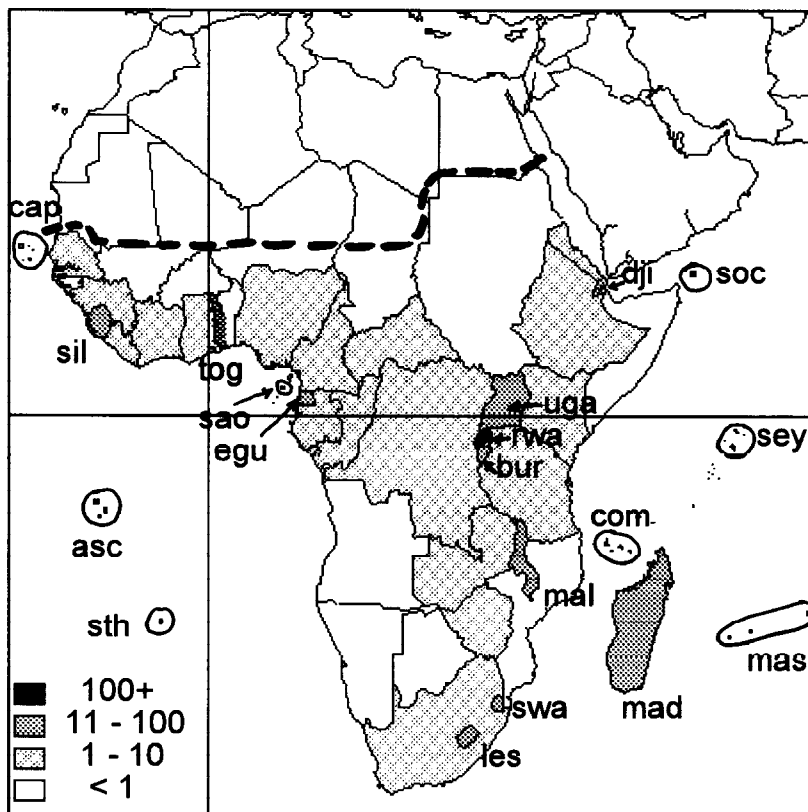 cap
dji
soc
sil
tog
sao
egu
uga
rwa
bur
sey
asc
com
sth
mal
mas
mad
swa
les
100+
11 - 100
1 - 10
< 1